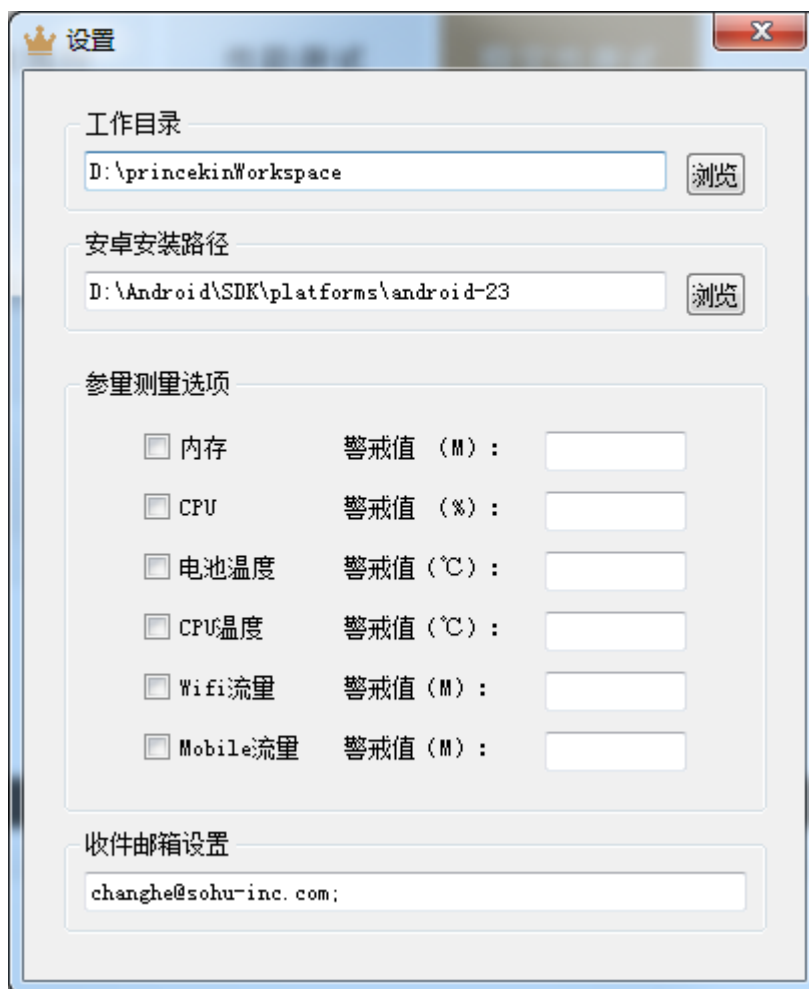 设置
工作目录
D:\princekinWorkspace
浏览
安卓安装路径
D:\Android\SDK\platforms\android-23
浏览
参量测量选项
内存 警戒值 （M）：
CPU 警戒值 （%）：
电池温度 警戒值（℃）：
CPU温度 警戒值（℃）：
Wifi流量 警戒值（M）：
Mobile流量 警戒值（M）：
收件邮箱设置
changhe@sohu-inc.com;